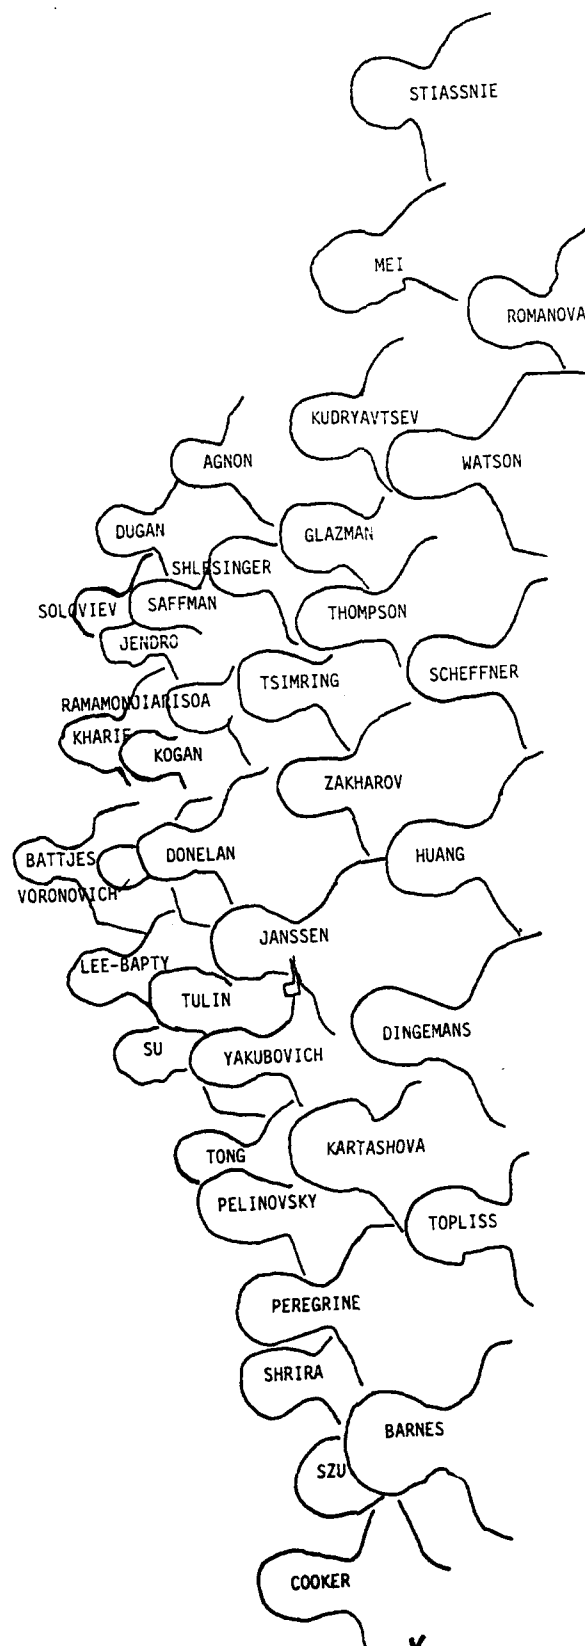 STIASSNIE
MEI
ROMANOVA
KUDRYAVTSEV
AGNON
WATSON
DUGAN
GLAZMAN
SHLESINGER
SOLOVIEV
SAFFMAN
THOMPSON
JENDRO
TSIMRING
SCHEFFNER
RAMAMONJIARISOA
KHARIF
KOGAN
ZAKHAROV
BATTJES
DONELAN
HUANG
VORONOVICH
JANSSEN
LEE-BAPTY
TULIN
SU
YAKUBOVICH
DINGEMANS
TONG
KARTASHOVA
PELINOVSKY
TOPLISS
PEREGRINE
SHRIRA
BARNES
SZU
COOKER